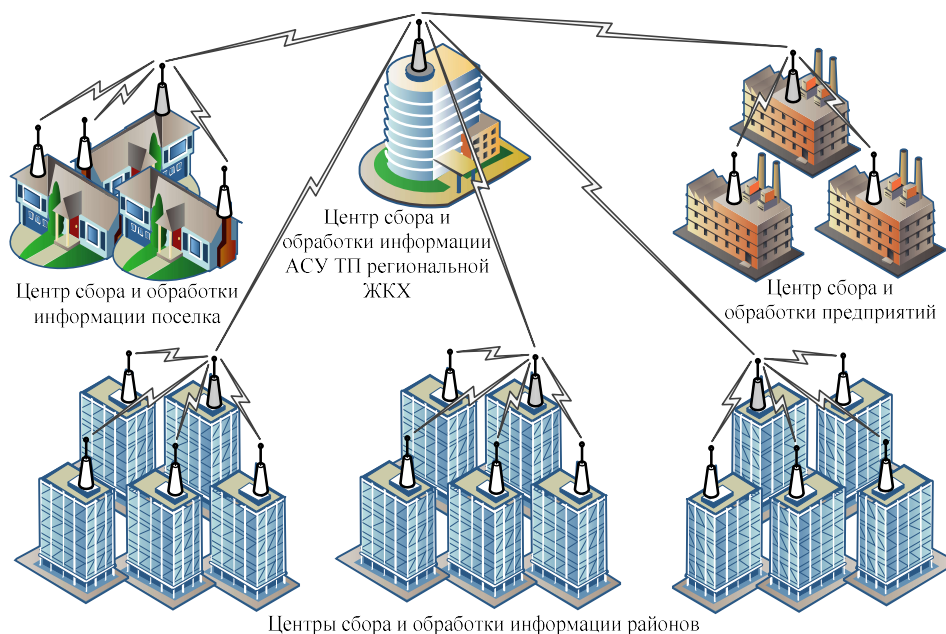 Центр сбора и
обработки информации
АСУ ТП региональной
ЖКХ
Центр сбора и обработки
информации поселка
Центр сбора и
обработки предприятий
Центры сбора и обработки информации районов